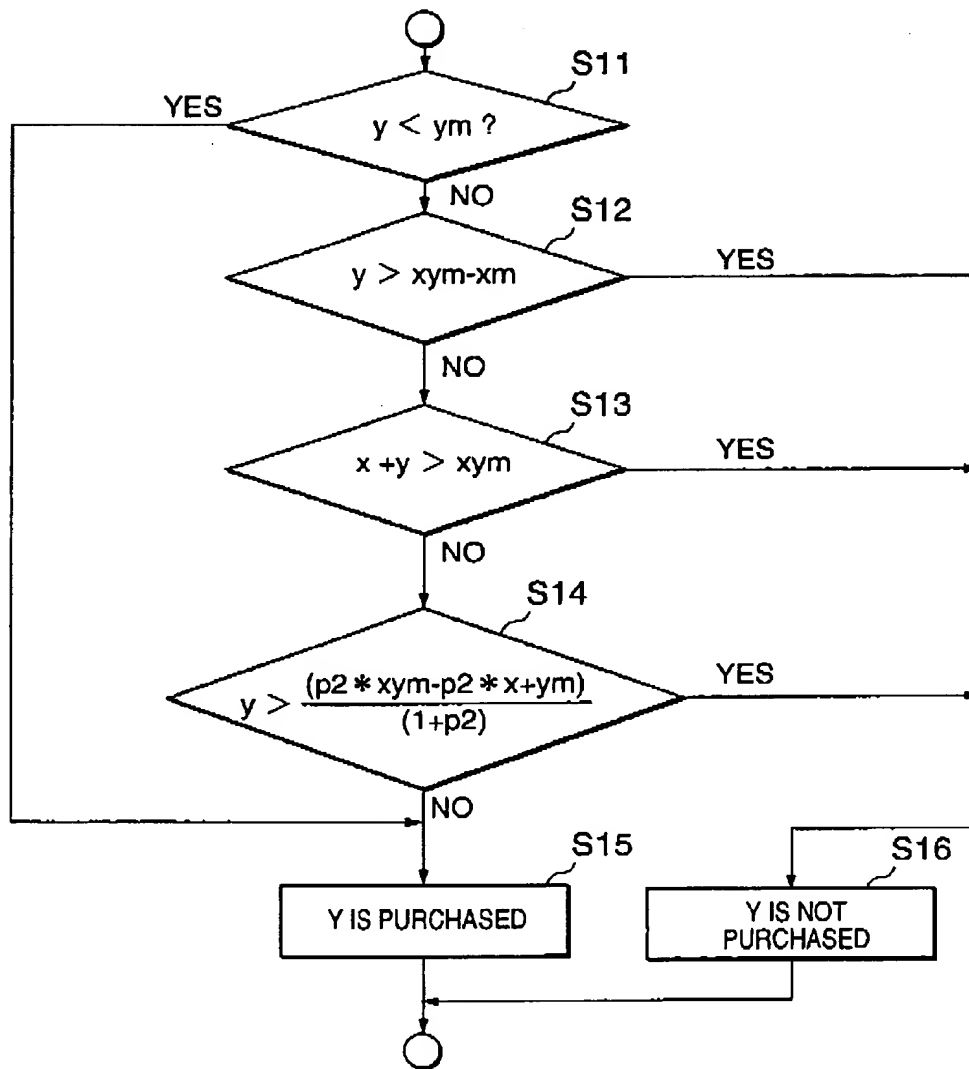 S11
YES
y < ym ?
NO
S12
YES
y > xym-xm
NO
S13
YES
x +y > xym
NO
S14
YES
y > (p2 * xym-p2 * x+ym)
(1+p2)
NO
S15
S16
Y IS PURCHASED
Y IS NOT
PURCHASED